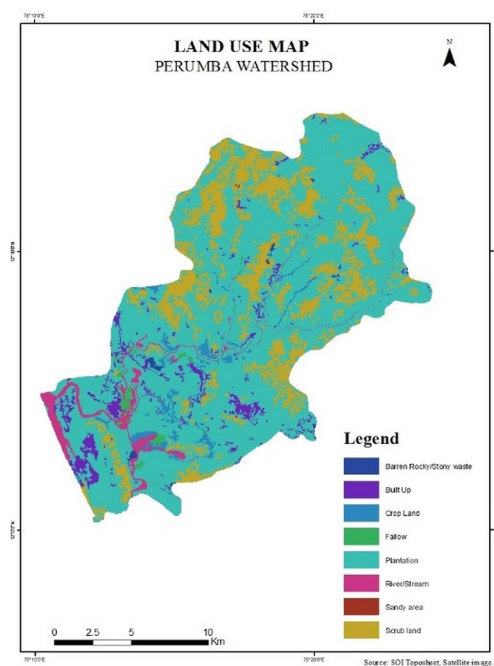 LAND USE MAP
PERUMBA WATERSHED
N
Legend
Barren Rocky/Stony waste
Built Up
Crop Land
Fallow
Plantation
River/Stream
Sandy area
Scrub land
0 2.5 5 10
Km
Source: SOI Toposheet, Satellite image.